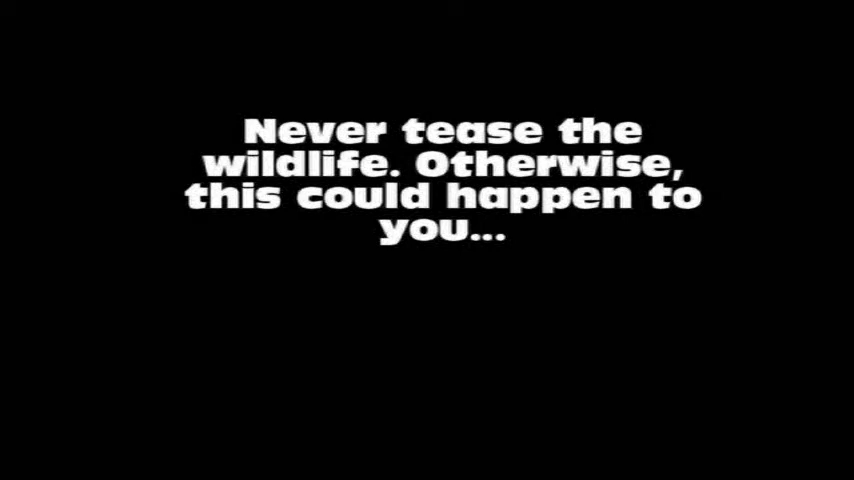 Never tease the
wildlife. Otherwise,
this could happen to
you...